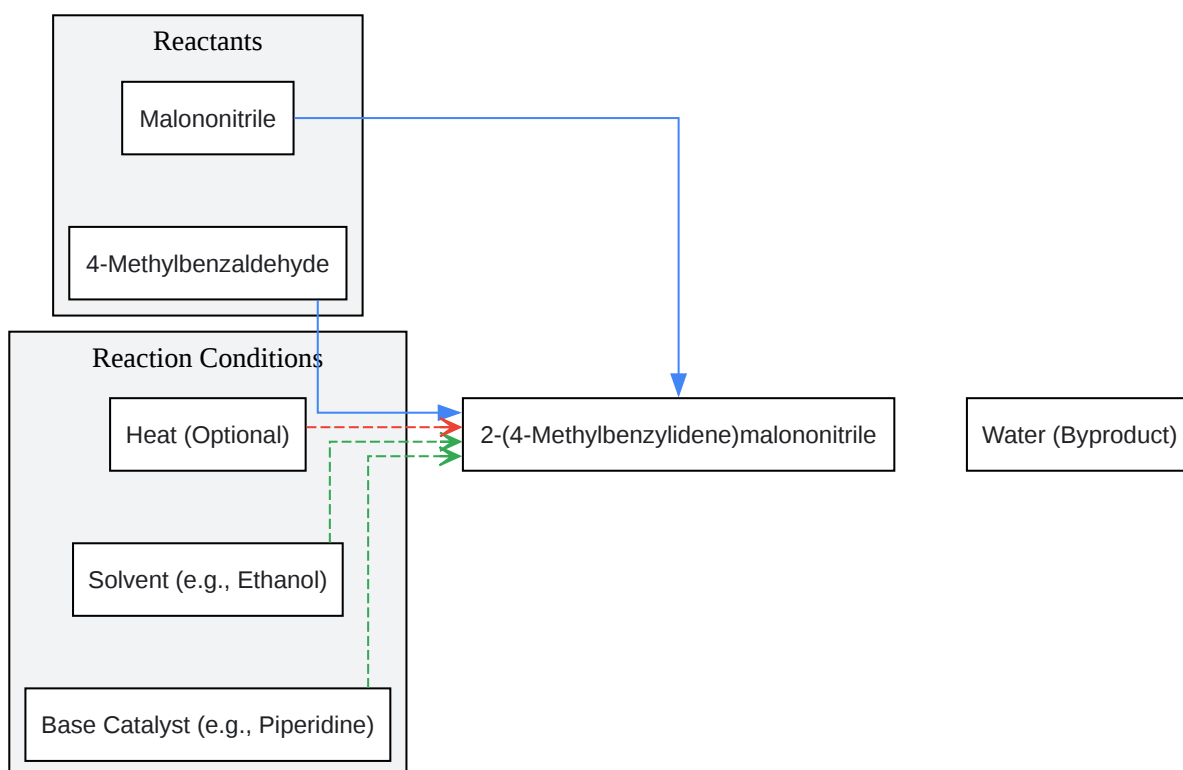 Reactants
Malononitrile
4-Methylbenzaldehyde
Reaction Conditions
Heat (Optional)
2-(4-Methylbenzylidene)malononitrile
Water (Byproduct)
Solvent (e.g., Ethanol)
Base Catalyst (e.g., Piperidine)